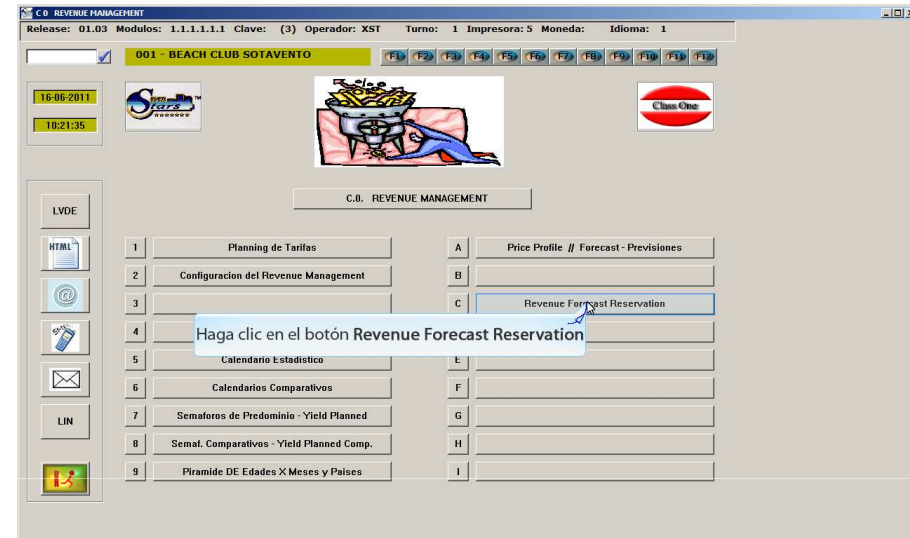 C 0 REVENUE MANAGEMENT
Release: 01.03 Modulos: 1.1.1.1.1.1 Clave: (3) Operador: XST Turno: 1 Impresora: 5 Moneda: Idioma: 1
001 - BEACH CLUB SOTAVENTO
F1 F2 F3 F4 F5 F6 F7 F8 F9 F10 F11 F12
16-06-2011
10:21:35
Stars
Class One
C.0. REVENUE MANAGEMENT
LVDE
HTML
LIN
1 Planning de Tarifas
2 Configuracion del Revenue Management
3
4
5 Calendario Estadistico
6 Calendarios Comparativos
7 Semaforos de Predominio - Yield Planned
8 Semaf. Comparativos - Yield Planned Comp.
9 Piramide DE Edades X Meses y Paises
A Price Profile // Forecast - Previsiones
B
C Revenue Forecast Reservation
Haga clic en el botón Revenue Forecast Reservation
E
F
G
H
I